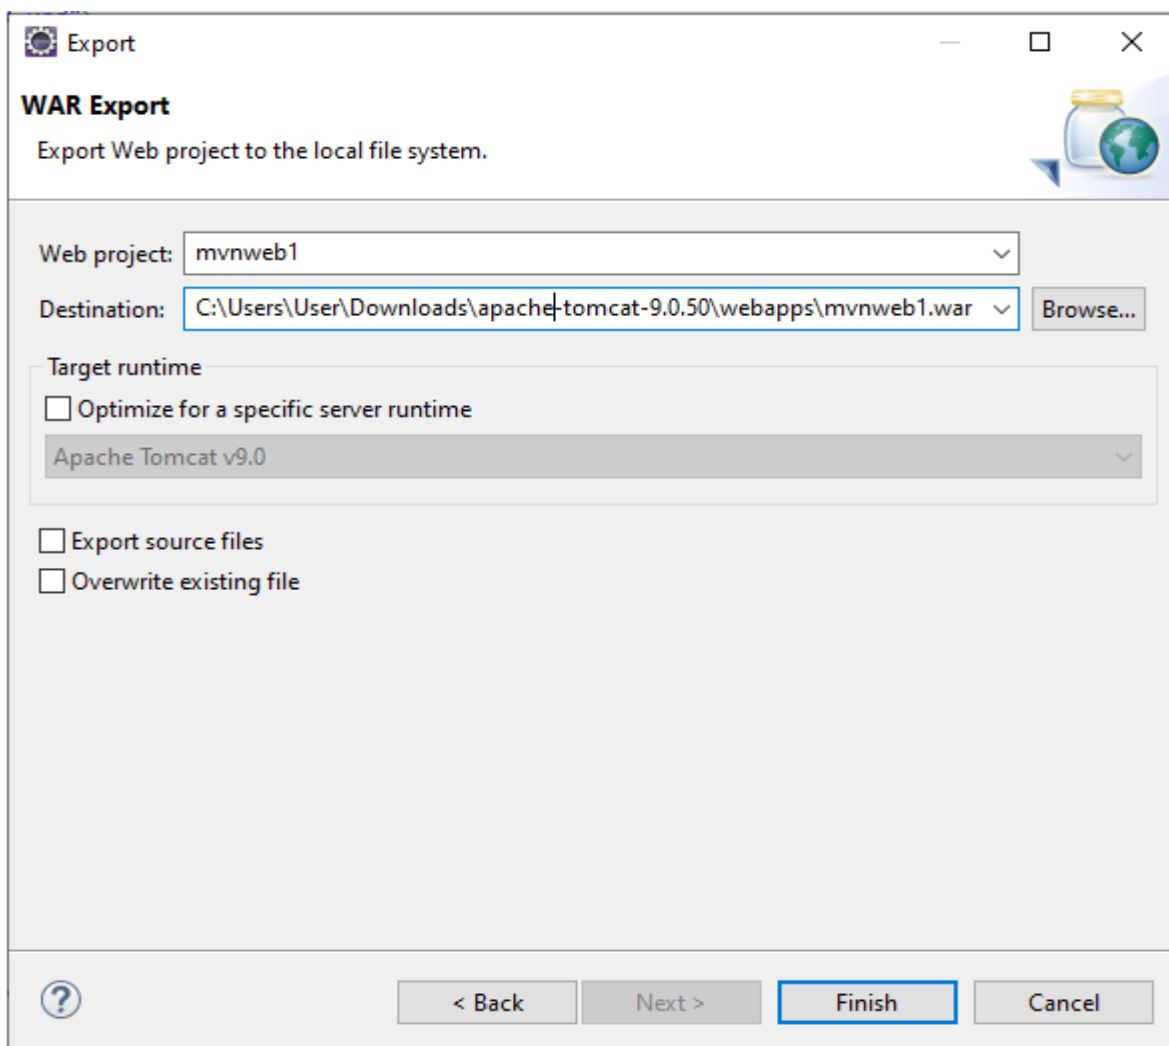 Export
WAR Export
Export Web project to the local file system.
Web project: mvnweb1
Destination: C:\Users\User\Downloads\apache-tomcat-9.0.50\webapps\mvnweb1.war Browse...
Target runtime
Optimize for a specific server runtime
Apache Tomcat v9.0
Export source files
Overwrite existing file
? < Back Next > Finish Cancel